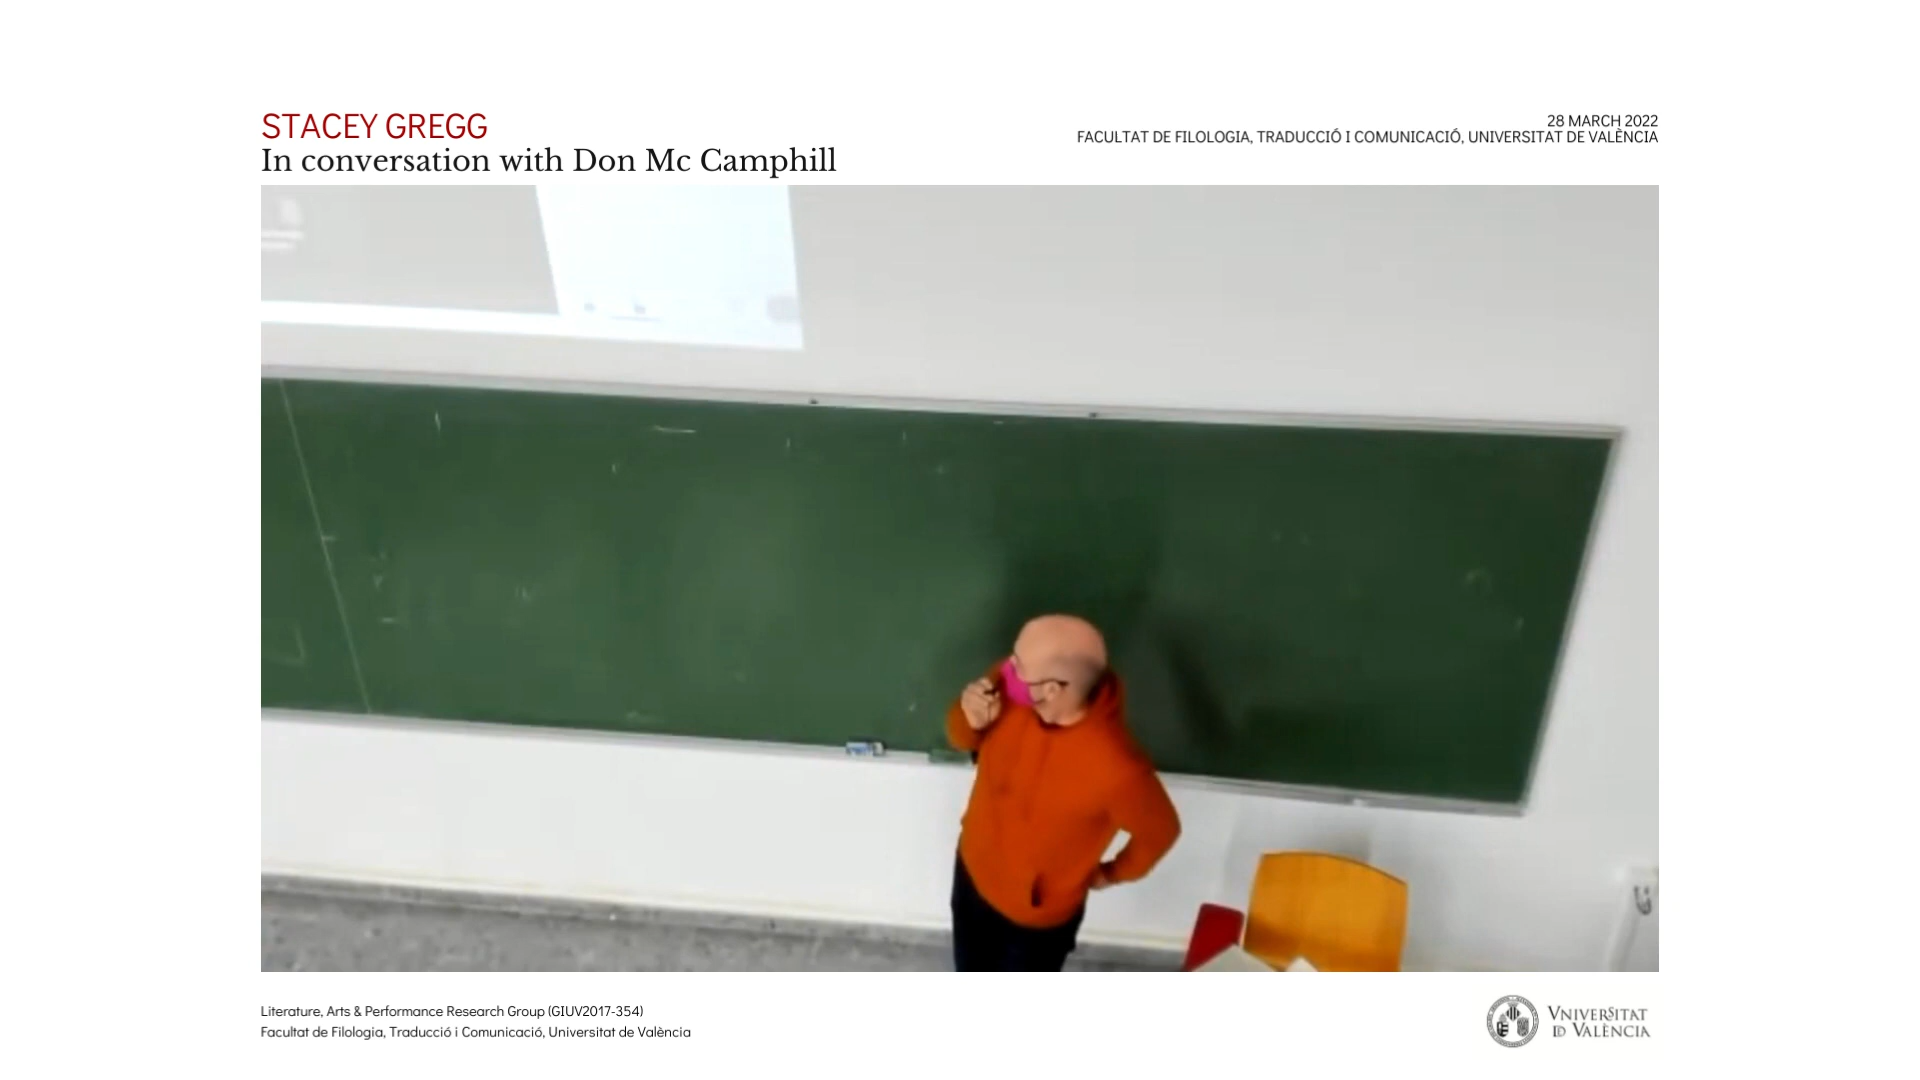 STACEY GREGG
In conversation with Don Mc Camphill
28 MARCH 2022
FACULTAT DE FILOLOGIA, TRADUCCIÓ I COMUNICACIÓ, UNIVERSITAT DE VALÈNCIA
Literature, Arts & Performance Research Group (GIUV2017-354)
Facultat de Filologia, Traducció i Comunicació, Universitat de València
VNIVERSITAT
ID VALÈNCIA